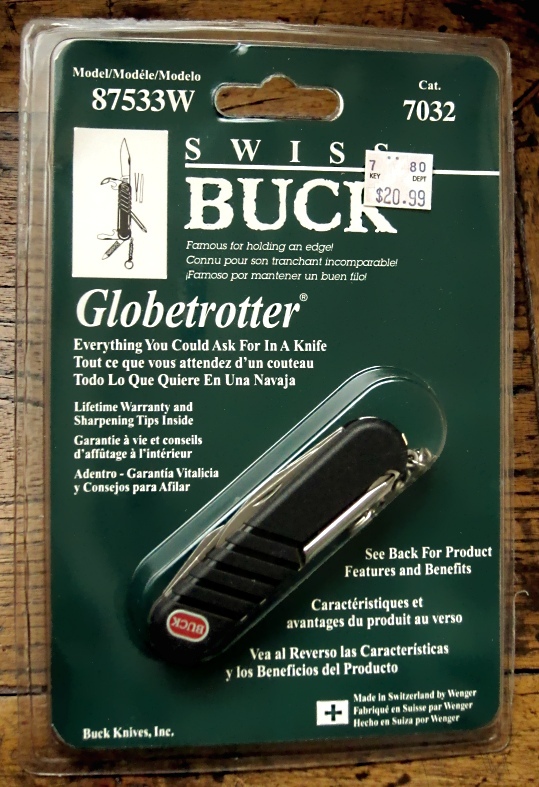 Model/Modéle/Modelo
87533W
Cat.
7032
SWISS
7 80
KEY DEPT
$20.99
BUCK
Famous for holding an edge!
Connu pour son tranchant incomparable!
¡Famoso por mantener un buen filo!
Globetrotter®
Everything You Could Ask For In A Knife
Tout ce que vous attendez d'un couteau
Todo Lo Que Quiere En Una Navaja
Lifetime Warranty and
Sharpening Tips Inside
Garantie à vie et conseils
d'affûtage à l'intérieur
Adentro - Garantía Vitalicia
y Consejos para Afilar
BUCK
See Back For Product
Features and Benefits
Caractéristiques et
avantages du produit au verso
Vea al Reverso las Características
y los Beneficios del Producto
Made in Switzerland by Wenger
Fabriqué en Suisse par Wenger
Hecho en Suiza por Wenger
Buck Knives, Inc.